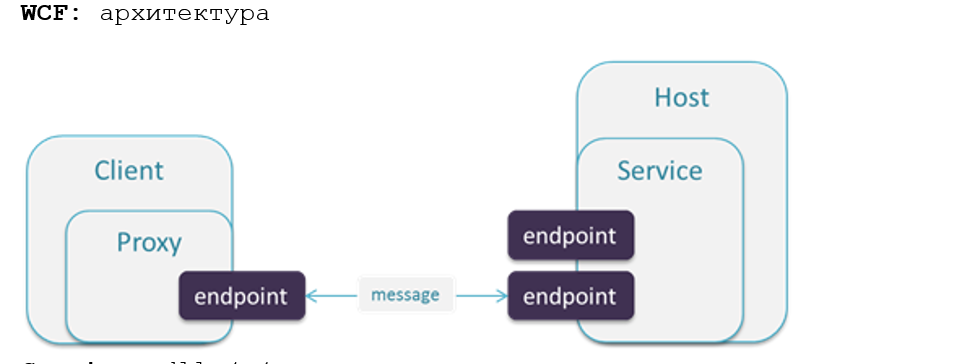 WCF: архитектура
Host
Client
Service
Proxy
endpoint
endpoint
message
endpoint